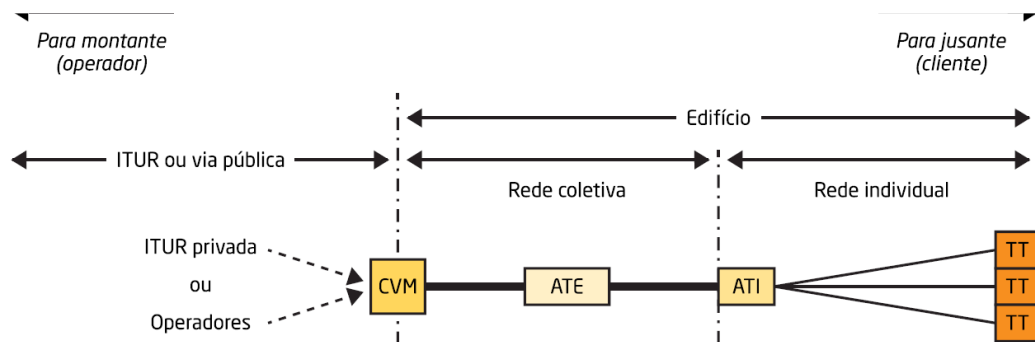 Para montante
(operador)
Para jusante
(cliente)
Edifício
ITUR ou via pública
Rede coletiva
Rede individual
ITUR privada
ou
Operadores
CVM
ATE
ATI
TT
TT
TT